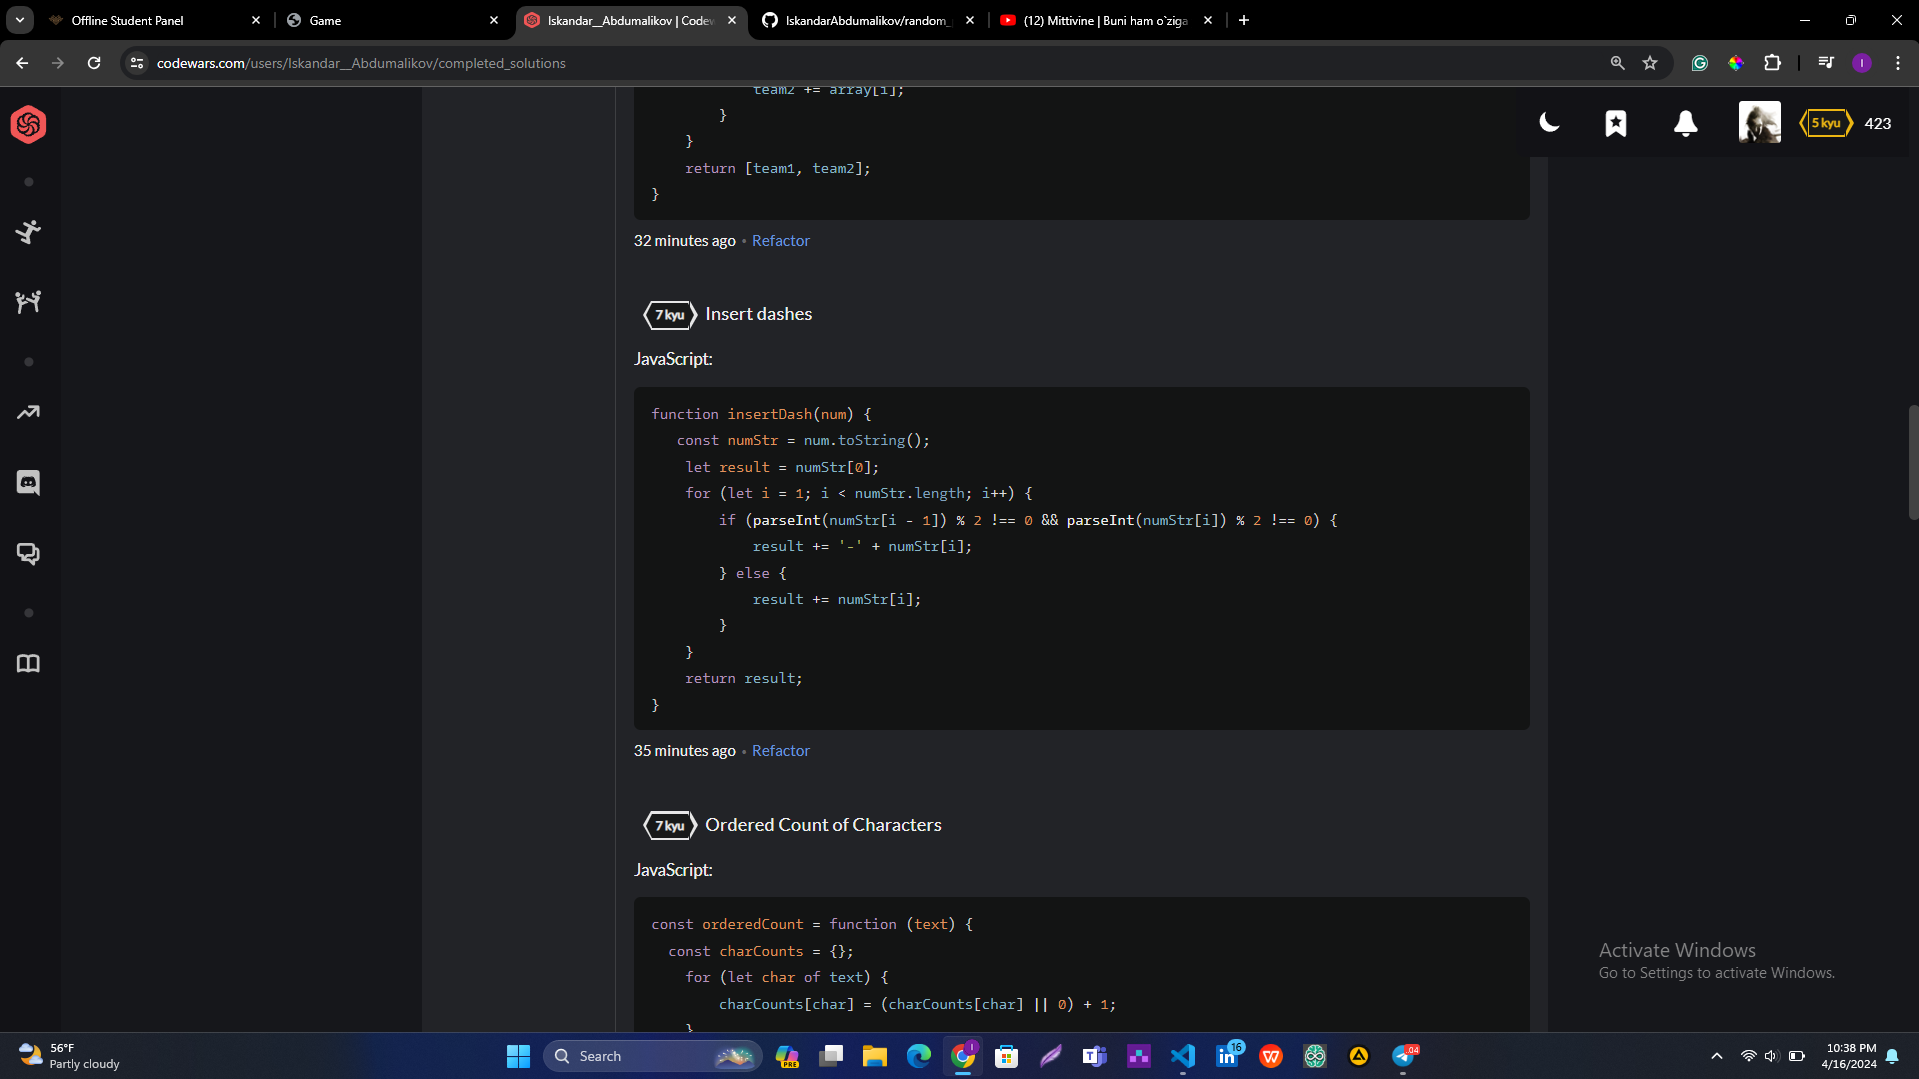 Offline Student Panel
Game
Iskandar__Abdumalikov | Codew
IskandarAbdumalikov/random_
(12) Mittivine | Buni ham o`ziga
codewars.com/users/Iskandar__Abdumalikov/completed_solutions
I
5 kyu
423
team2 += array[i];
}
}
return [team1, team2];
}
32 minutes ago • Refactor
7 kyu Insert dashes
JavaScript:
function insertDash(num) {
const numStr = num.toString();
let result = numStr[0];
for (let i = 1; i < numStr.length; i++) {
if (parseInt(numStr[i - 1]) % 2 !== 0 && parseInt(numStr[i]) % 2 !== 0) {
result += '-' + numStr[i];
} else {
result += numStr[i];
}
}
return result;
}
35 minutes ago • Refactor
7 kyu Ordered Count of Characters
JavaScript:
const orderedCount = function (text) {
const charCounts = {};
for (let char of text) {
charCounts[char] = (charCounts[char] || 0) + 1;
}
Activate Windows
Go to Settings to activate Windows.
56°F
Partly cloudy
Search
PRE
16
10:38 PM
4/16/2024